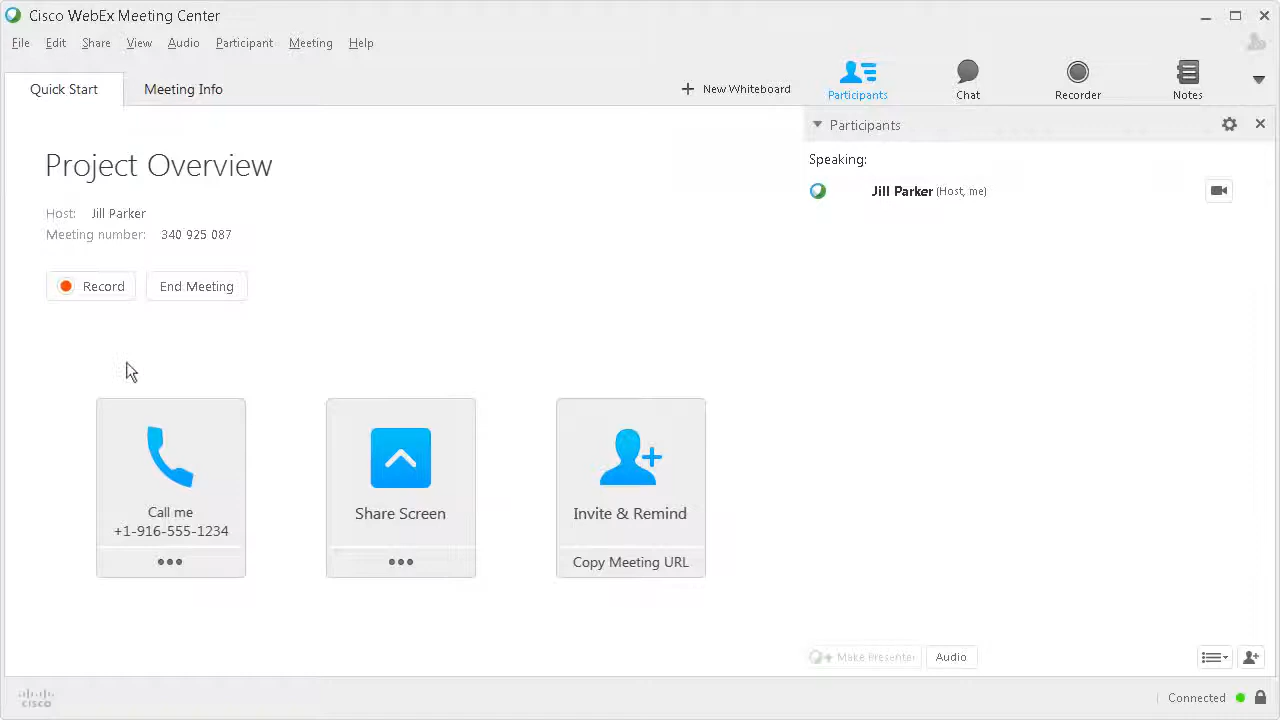 Cisco WebEx Meeting Center
File Edit Share View Audio Participant Meeting Help
Quick Start Meeting Info + New Whiteboard Participants Chat Recorder Notes
Participants
Speaking:
Jill Parker (Host, me)
Project Overview
Host: Jill Parker
Meeting number: 340 925 087
Record End Meeting
Call me
+1-916-555-1234
Share Screen
Invite & Remind
Copy Meeting URL
Make Presenter Audio
cisco Connected